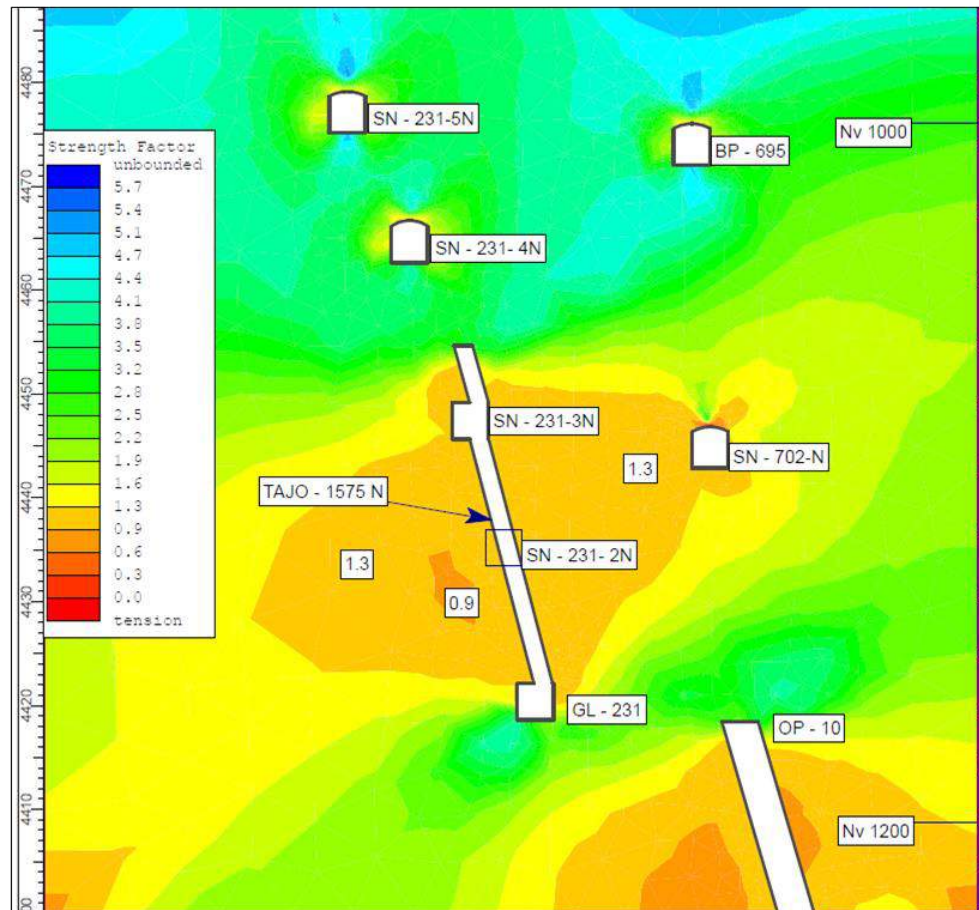 4480
4470
4460
4450
4440
4430
4420
4410
00
Strength Factor
unbounded
5.7
5.4
5.1
4.7
4.4
4.1
3.8
3.5
3.2
2.8
2.5
2.2
1.9
1.6
1.3
0.9
0.6
0.3
0.0
tension
SN - 231-5N
BP - 695
Nv 1000
SN - 231- 4N
SN - 231-3N
SN - 702-N
1.3
TAJO - 1575 N
SN - 231- 2N
1.3
0.9
GL - 231
OP - 10
Nv 1200